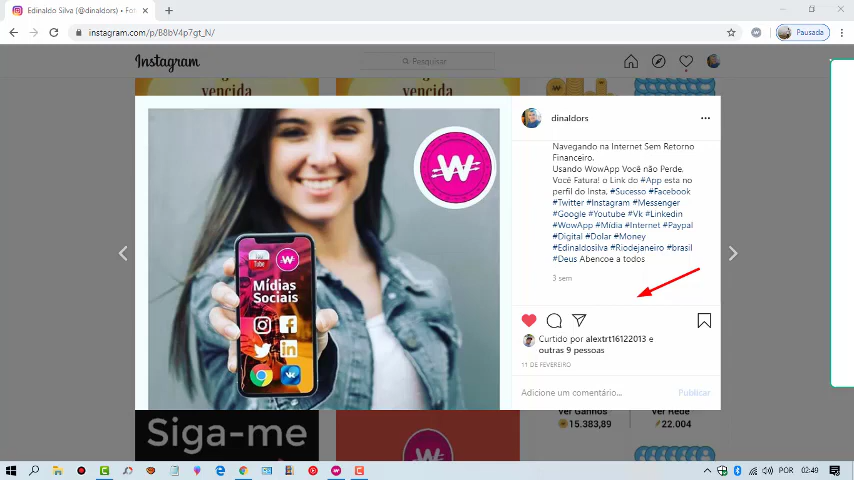 Edinaldo Silva (@dinaldors) • Fot
instagram.com/p/B8bV4p7gt_N/
Pausada
Instagram
Pesquisar
vencida
vencida
dinaldors
Navegando na Internet Sem Retorno
Financeiro.
Usando WowApp Você não Perde,
Você Fatura! o Link do #App esta no
perfil do Insta, #Sucesso #Facebook
#Twitter #Instagram #Messenger
#Google #Youtube #Vk #Linkedin
#WowApp #Mídia #Internet #Paypal
#Digital #Dolar #Money
#Edinaldosilva #Riodejaneiro #brasil
#Deus Abencoe a todos
3 sem
W
You
Tube
W
Mídias
Sociais
in
Curtido por alextrt16122013 e
outras 9 pessoas
11 DE FEVEREIRO
Adicione um comentário...
Publicar
Siga-me
Ver Ganhos
Ver Rede
15.383,89
22.004
POR
02:49